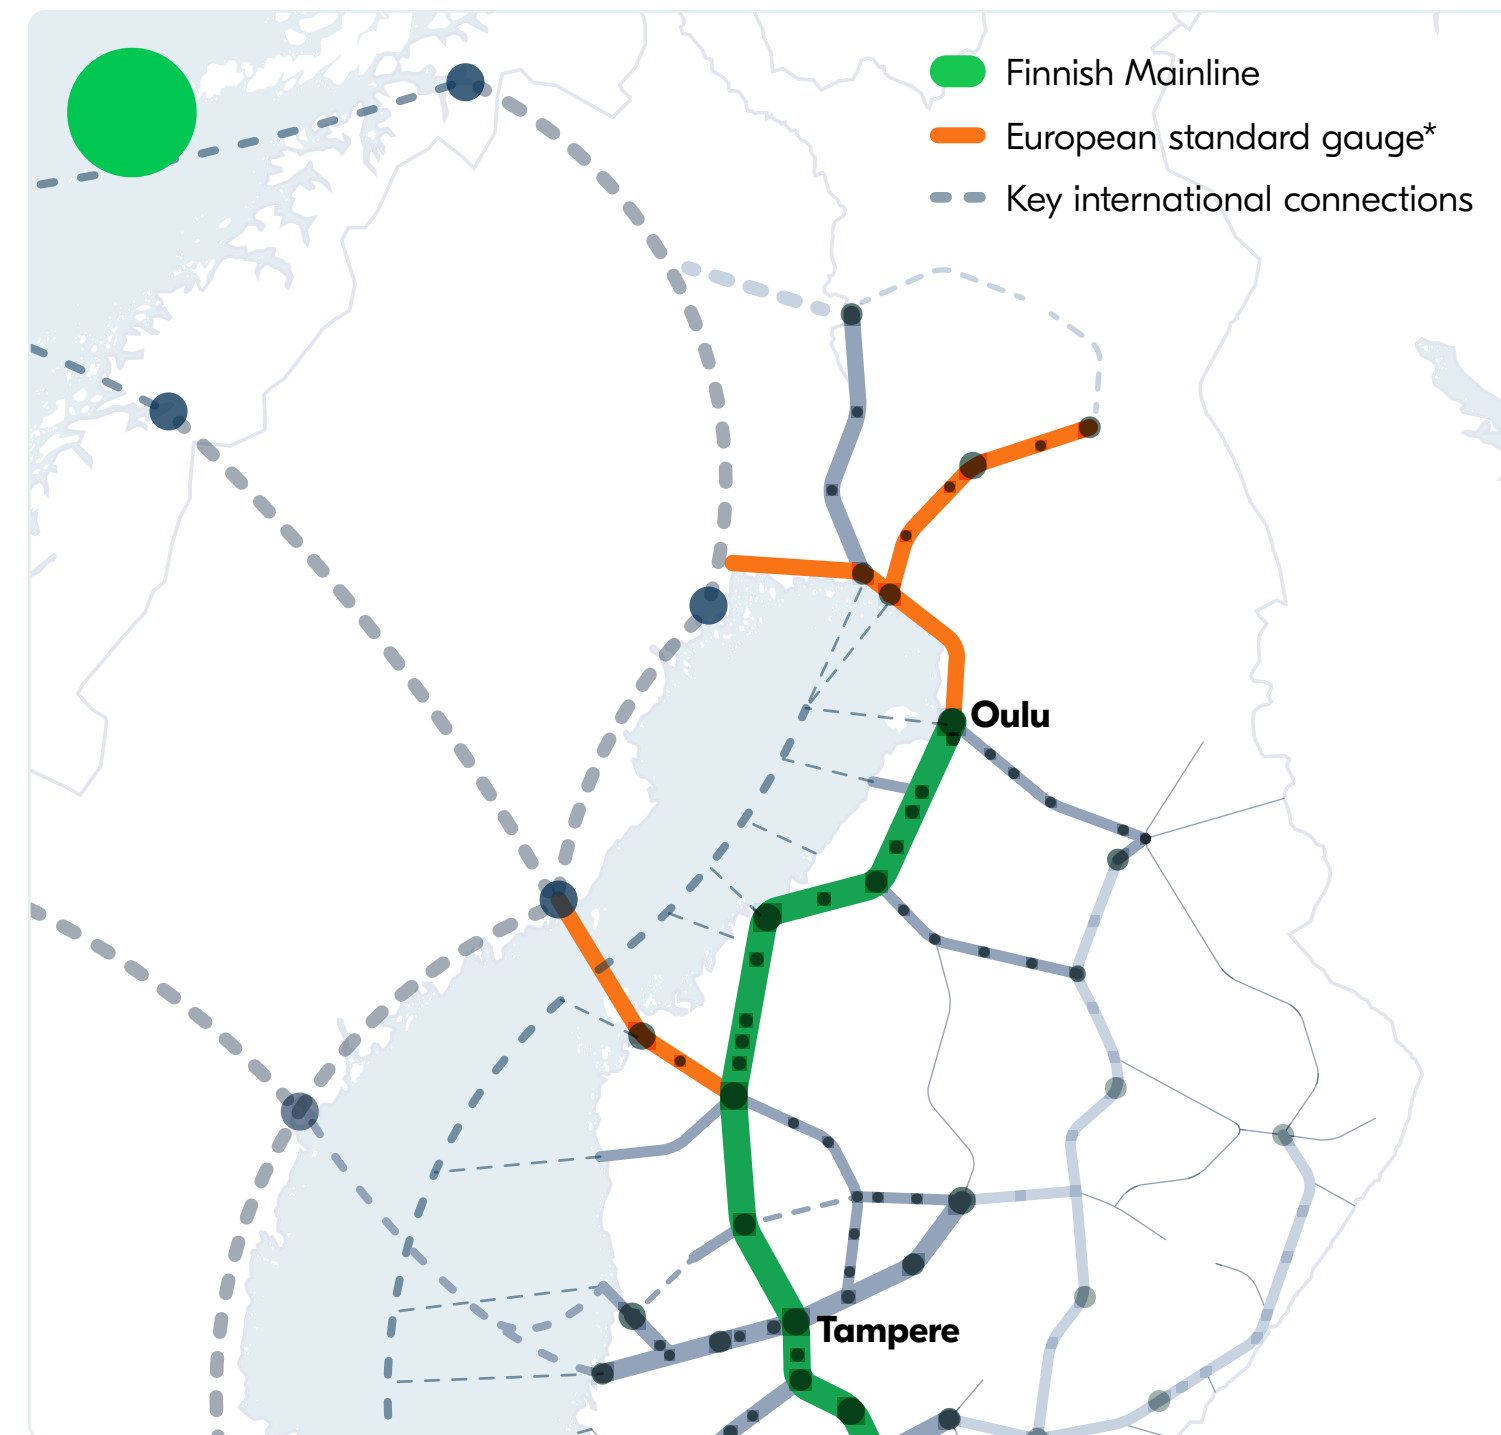 Finnish Mainline
European standard gauge*
Key international connections
Oulu
Tampere